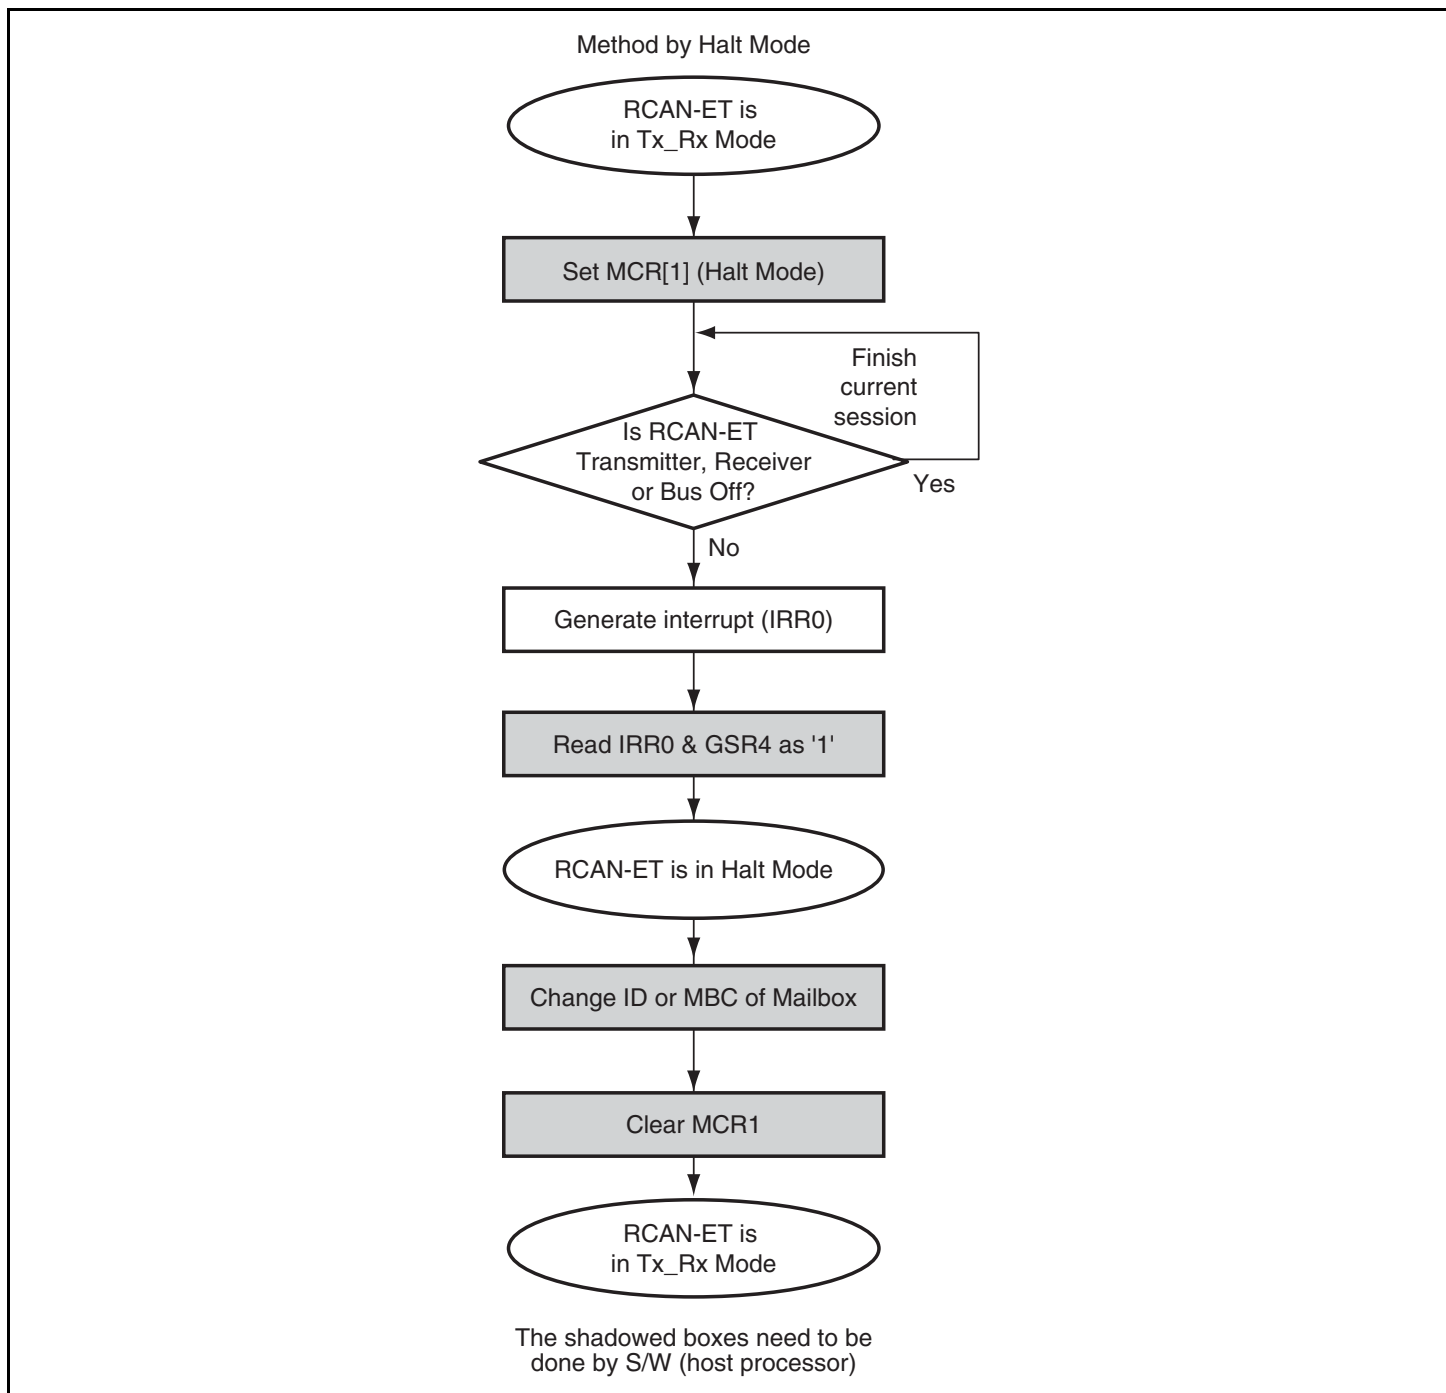 Method by Halt Mode
RCAN-ET is
in Tx_Rx Mode
Set MCR[1] (Halt Mode)
Finish
current
session
Is RCAN-ET
Transmitter, Receiver
or Bus Off?
Yes
No
Generate interrupt (IRR0)
Read IRR0 & GSR4 as '1'
RCAN-ET is in Halt Mode
Change ID or MBC of Mailbox
Clear MCR1
RCAN-ET is
in Tx_Rx Mode
The shadowed boxes need to be
done by S/W (host processor)